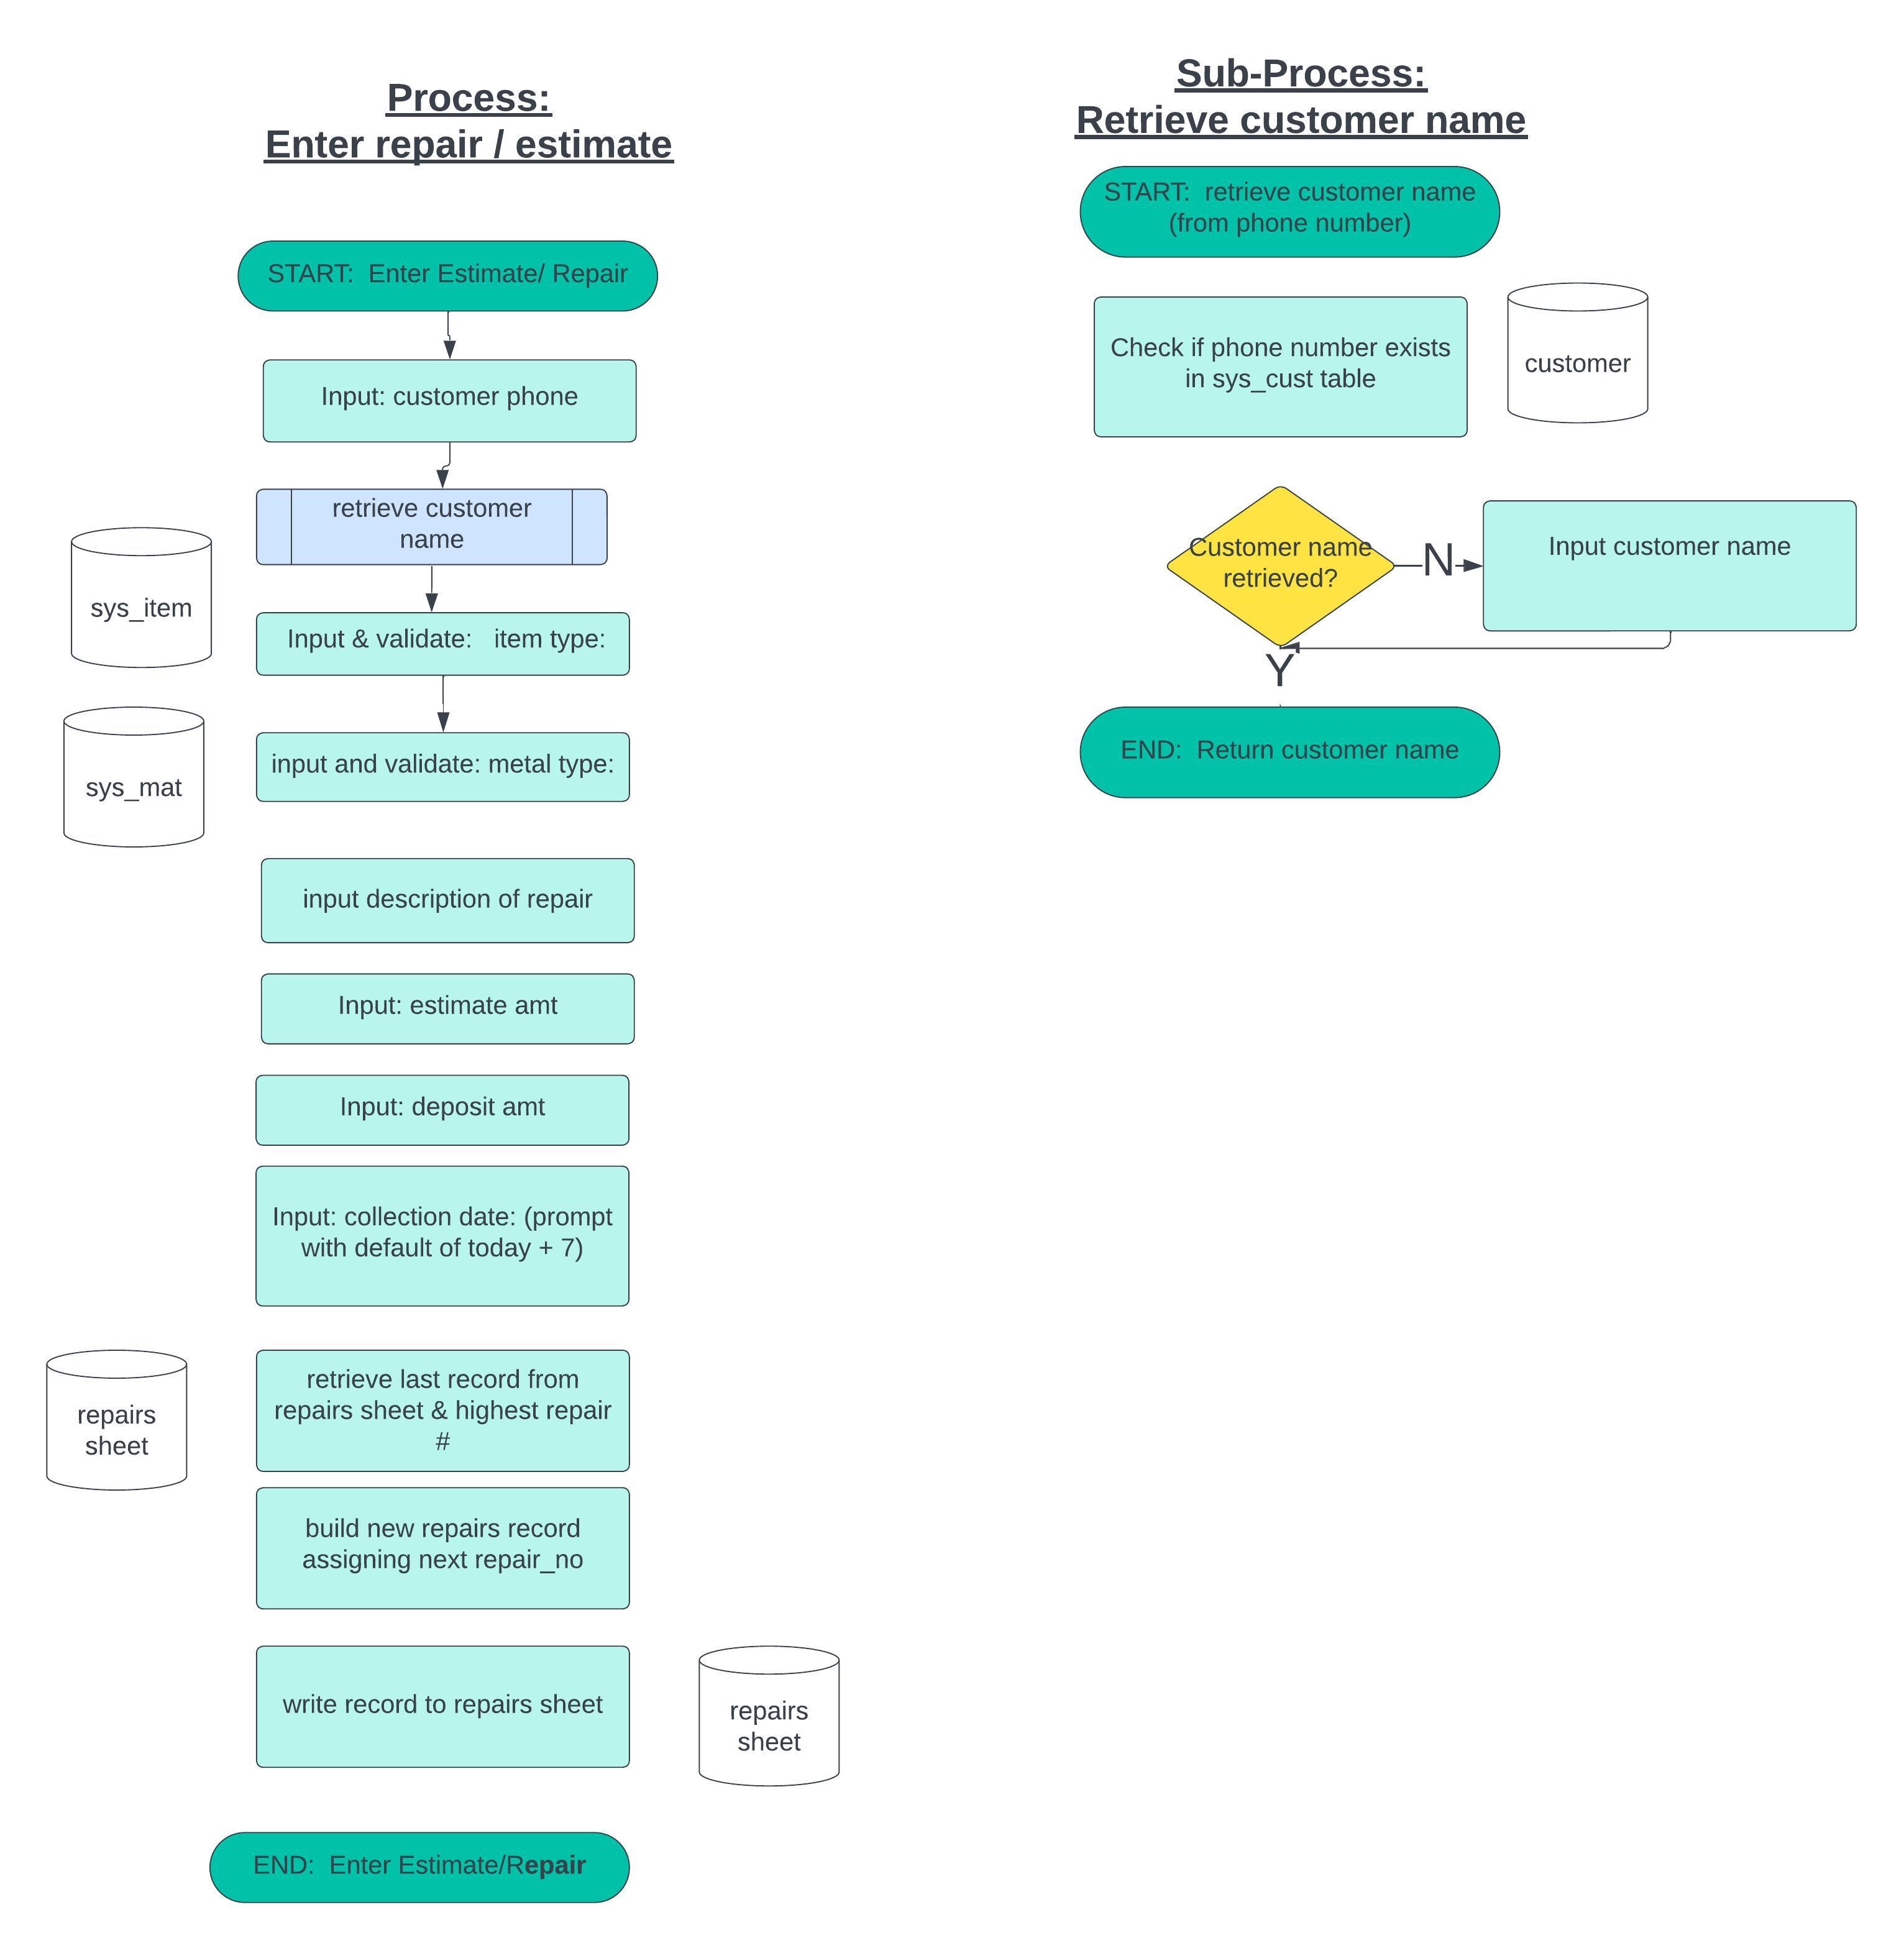 Process:
Enter repair / estimate
START:  Enter Estimate/ Repair
Input: customer phone
retrieve customer
name
sys_item
Input & validate:   item type:
sys_mat
input and validate: metal type:
input description of repair
Input: estimate amt
Input: deposit amt
Input: collection date: (prompt
with default of today + 7)
repairs
sheet
retrieve last record from
repairs sheet & highest repair
#
build new repairs record
assigning next repair_no
write record to repairs sheet
repairs
sheet
END:  Enter Estimate/Repair
Sub-Process:
Retrieve customer name
START:  retrieve customer name
(from phone number)
Check if phone number exists
in sys_cust table
customer
Customer name
retrieved?
N
Input customer name
Y
END:  Return customer name